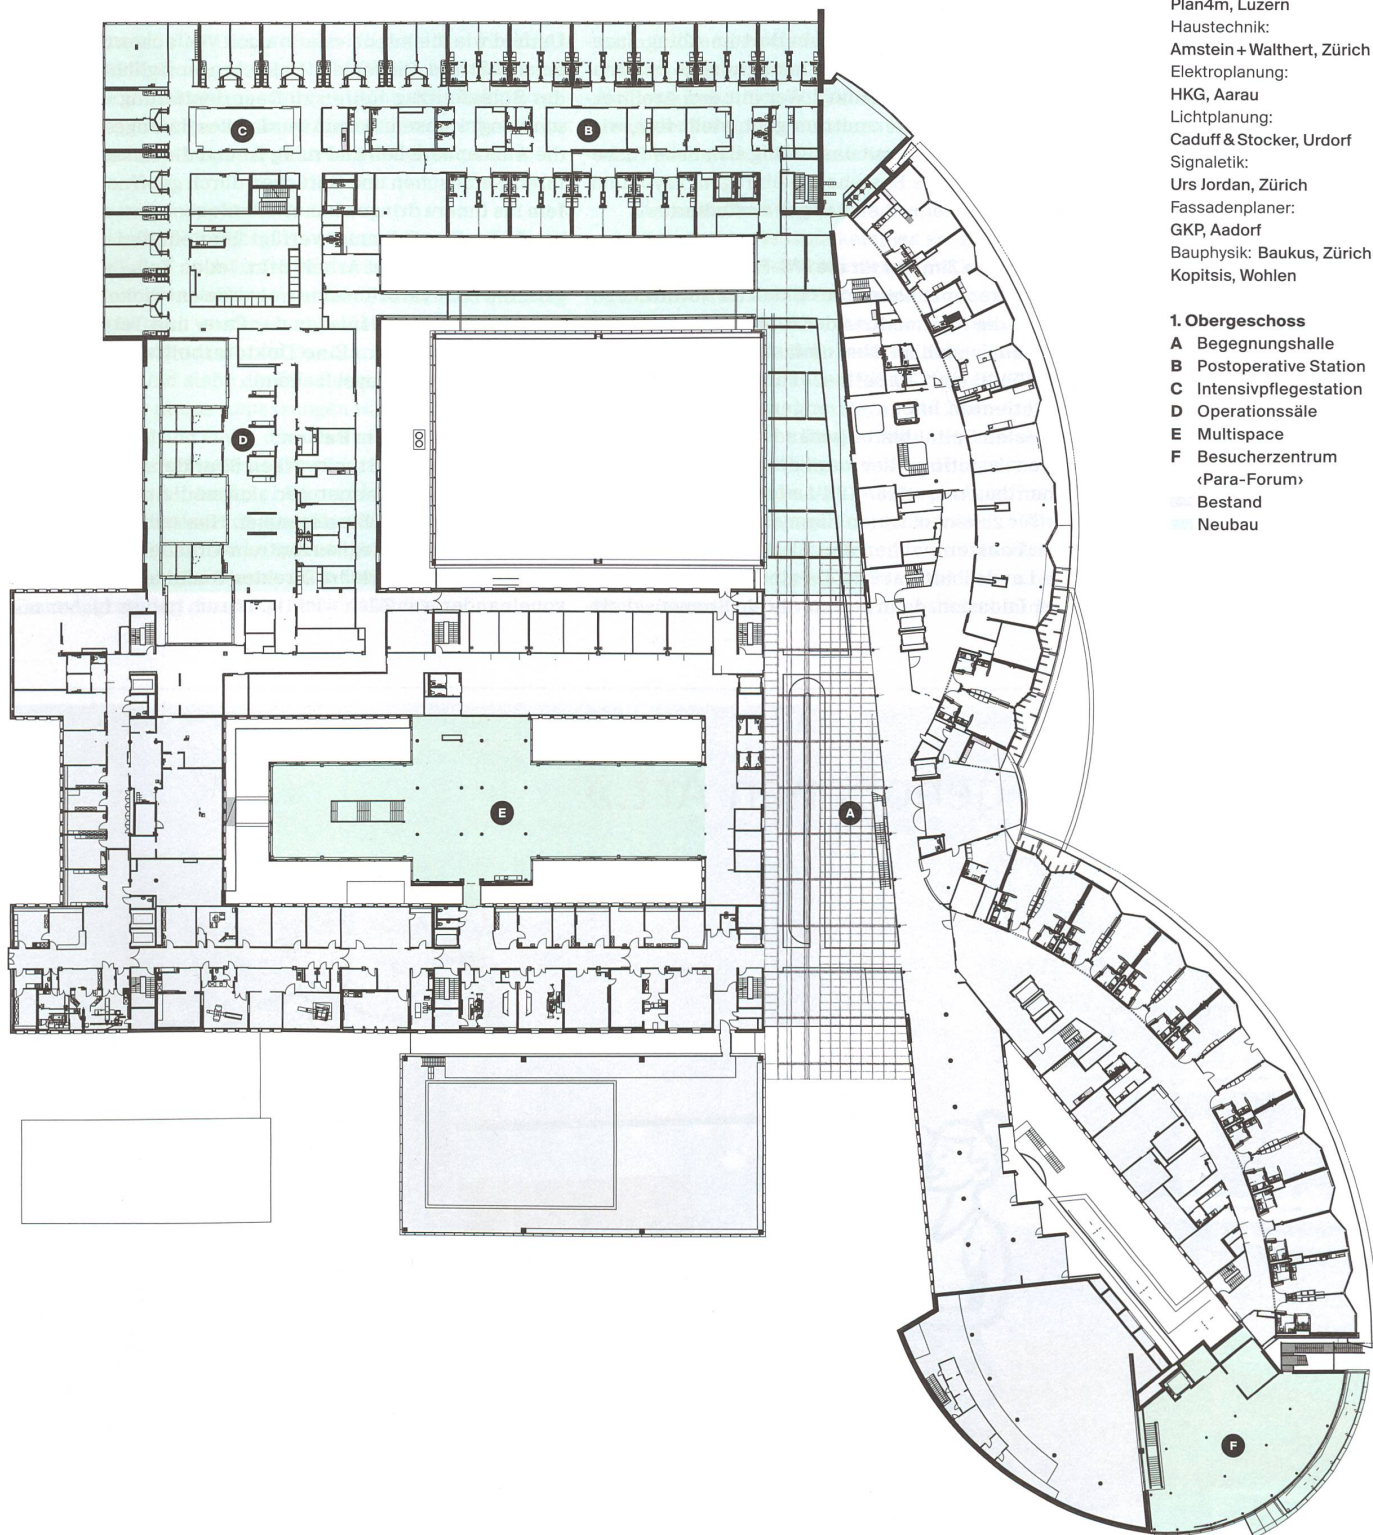 Plan4m, Luzern
Haustechnik:
Amstein + Walthert, Zürich
Elektroplanung:
HKG, Aarau
Lichtplanung:
Caduff & Stocker, Urdorf
Signaletik:
Urs Jordan, Zürich
Fassadenplaner:
GKP, Aadorf
Bauphysik: Baukus, Zürich
Kopitsis, Wohlen
1. Obergeschoss
A Begegnungshalle
B Postoperative Station
C Intensivpflegestation
D Operationssäle
E Multispace
F Besucherzentrum
‹Para-Forum›
Bestand
Neubau
C
B
D
E
A
F